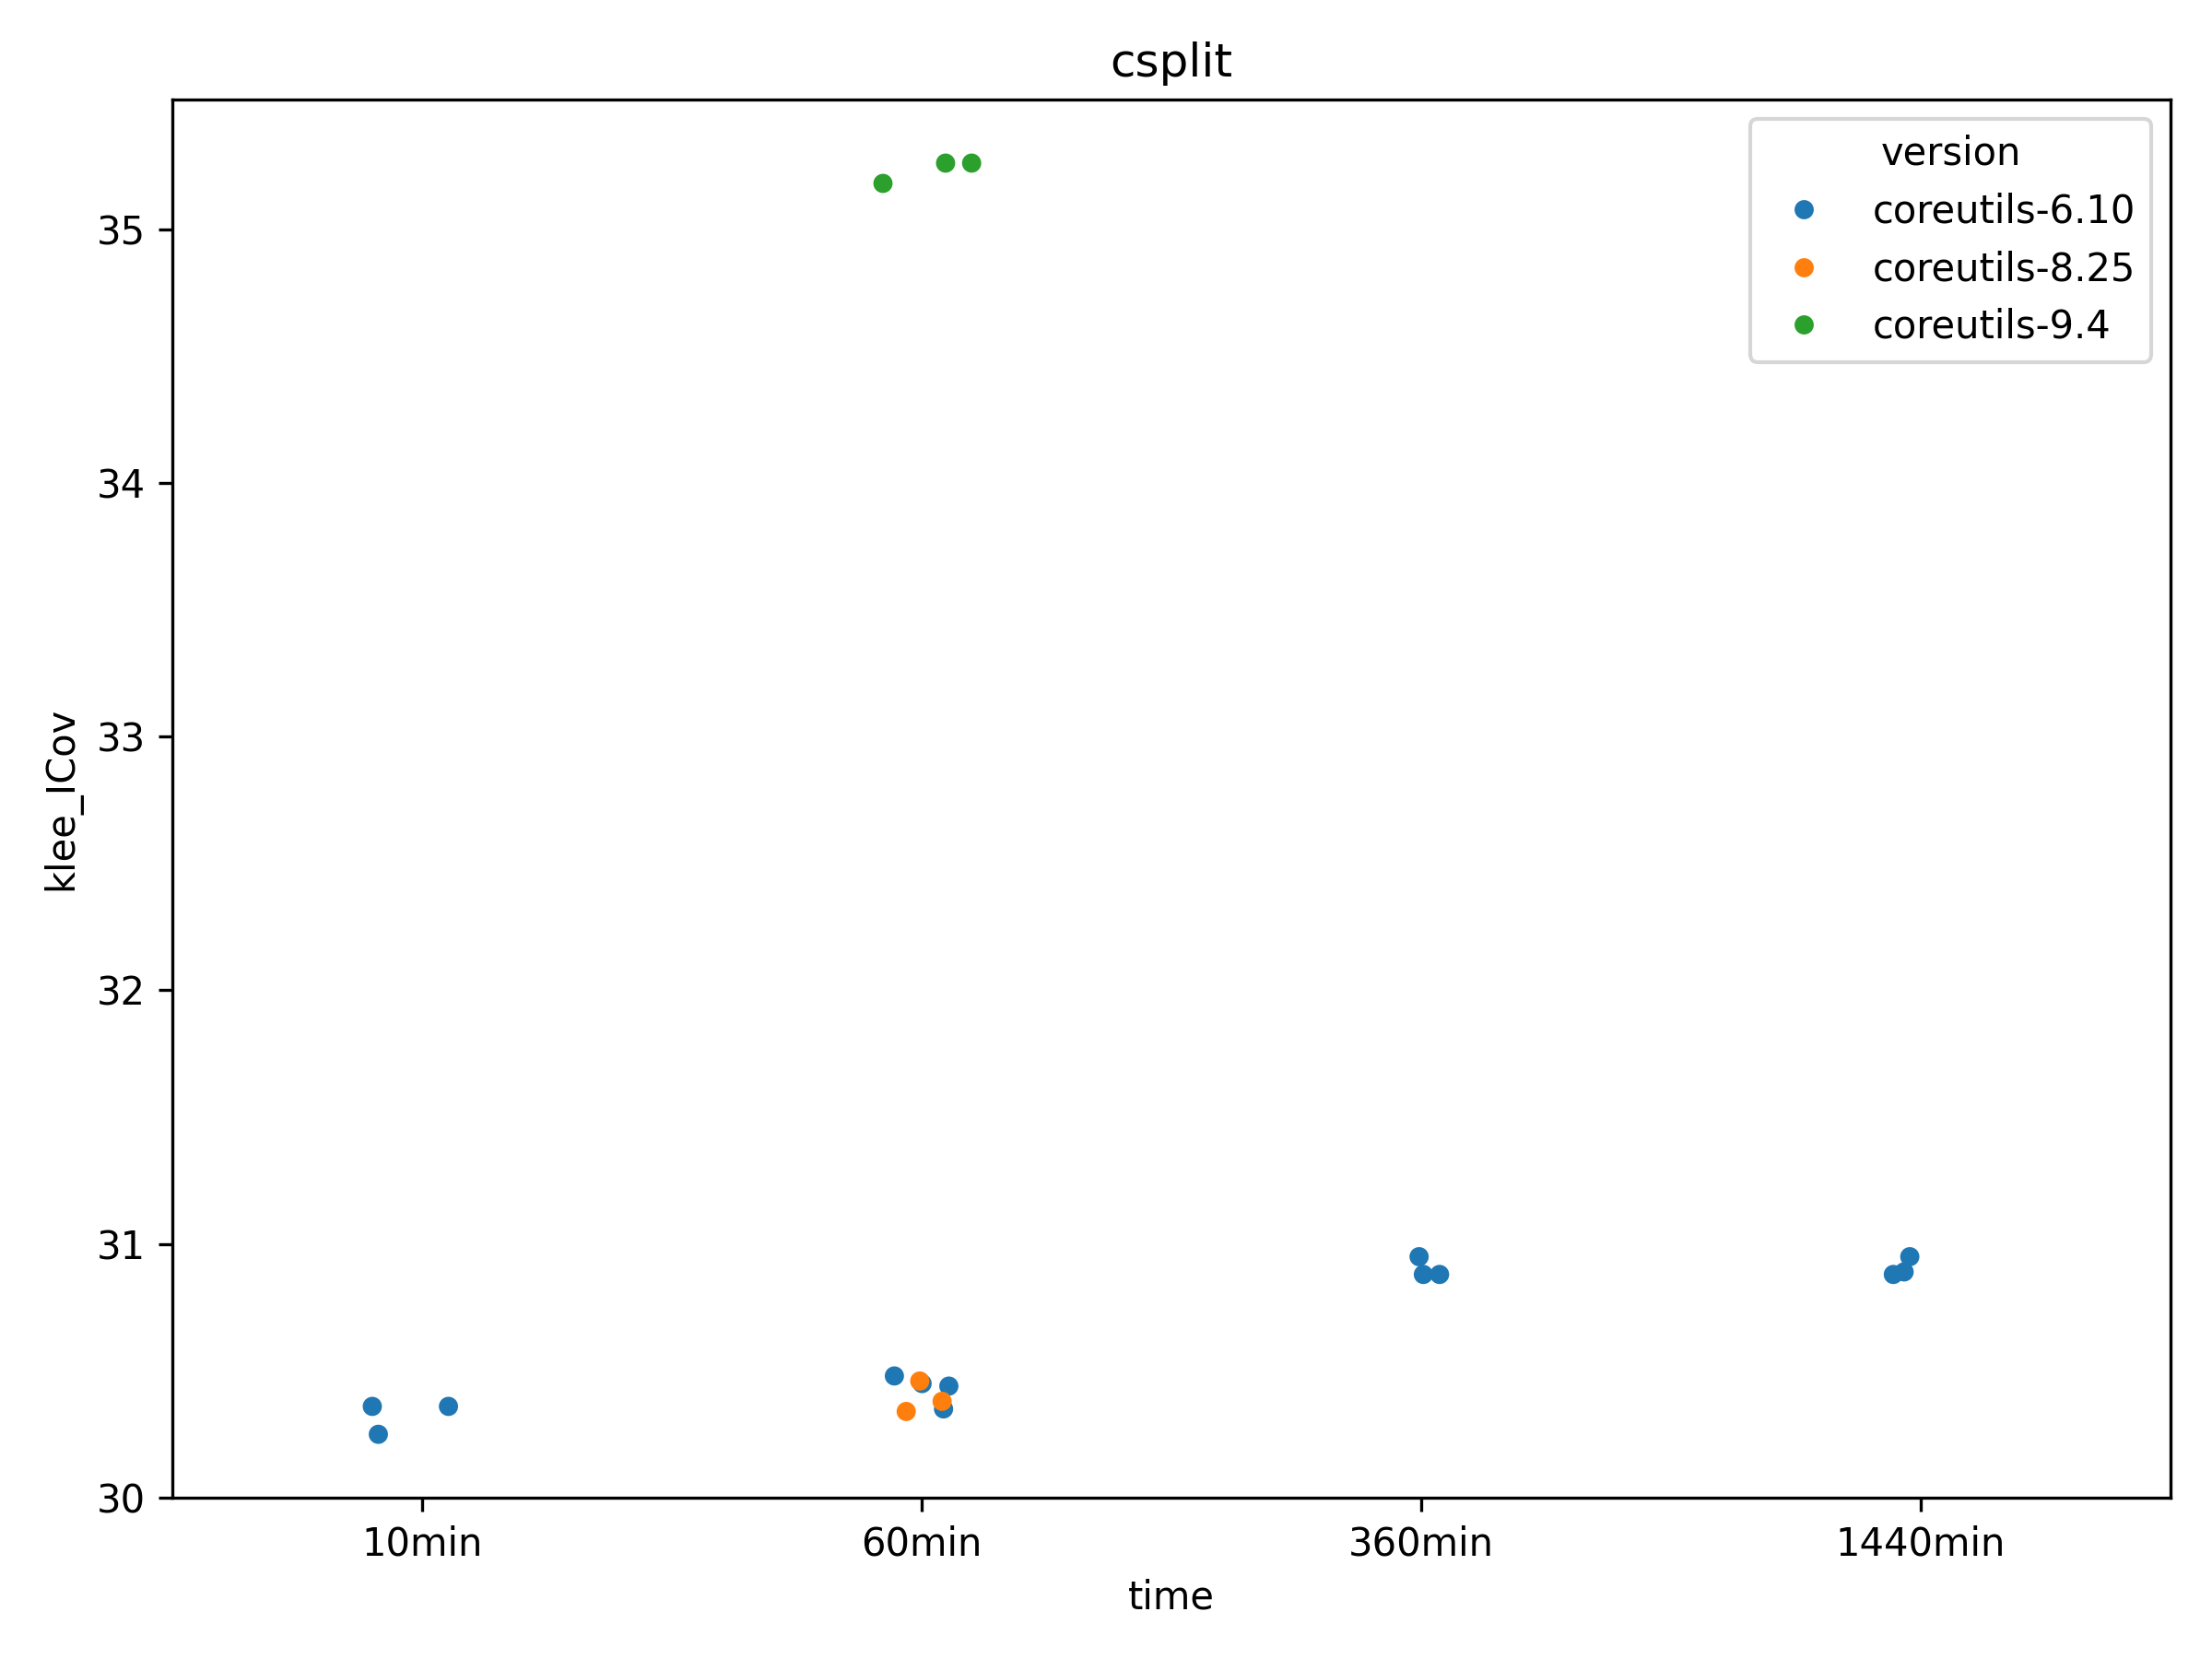 csplit
version
coreutils-6.10
coreutils-8.25
coreutils-9.4
35
34
33
32
31
30
klee_ICov
10min
60min
360min
1440min
time